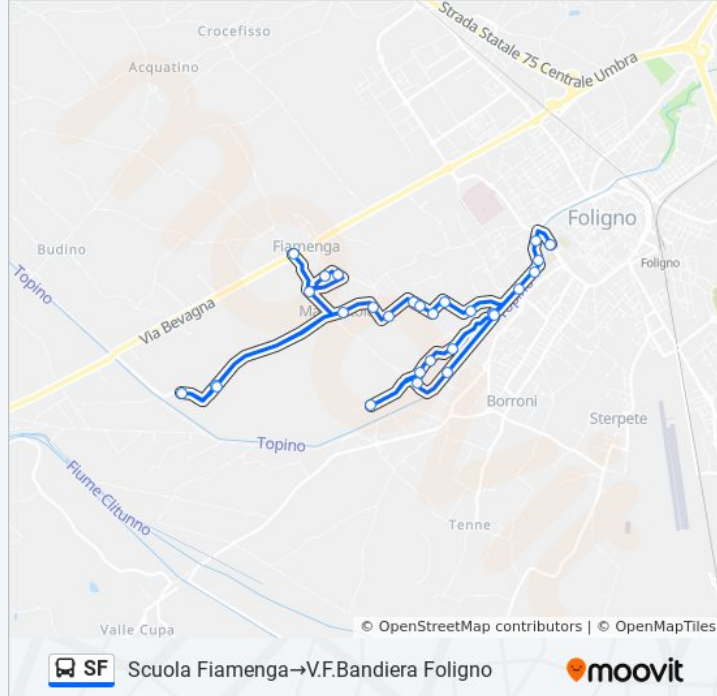 Crocefisso
Strada Statale 75 Centrale Umbra
Acquatino
Foligno
Fiamenga
Budino
Foligno
Topino
Topino
Via Bevagna
Borroni
Sterpete
Topino
Fiume Clitunno
Tenne
Valle Cupa
© OpenStreetMap contributors | © OpenMapTiles
SF Scuola Fiamenga→V.F.Bandiera Foligno
moovit